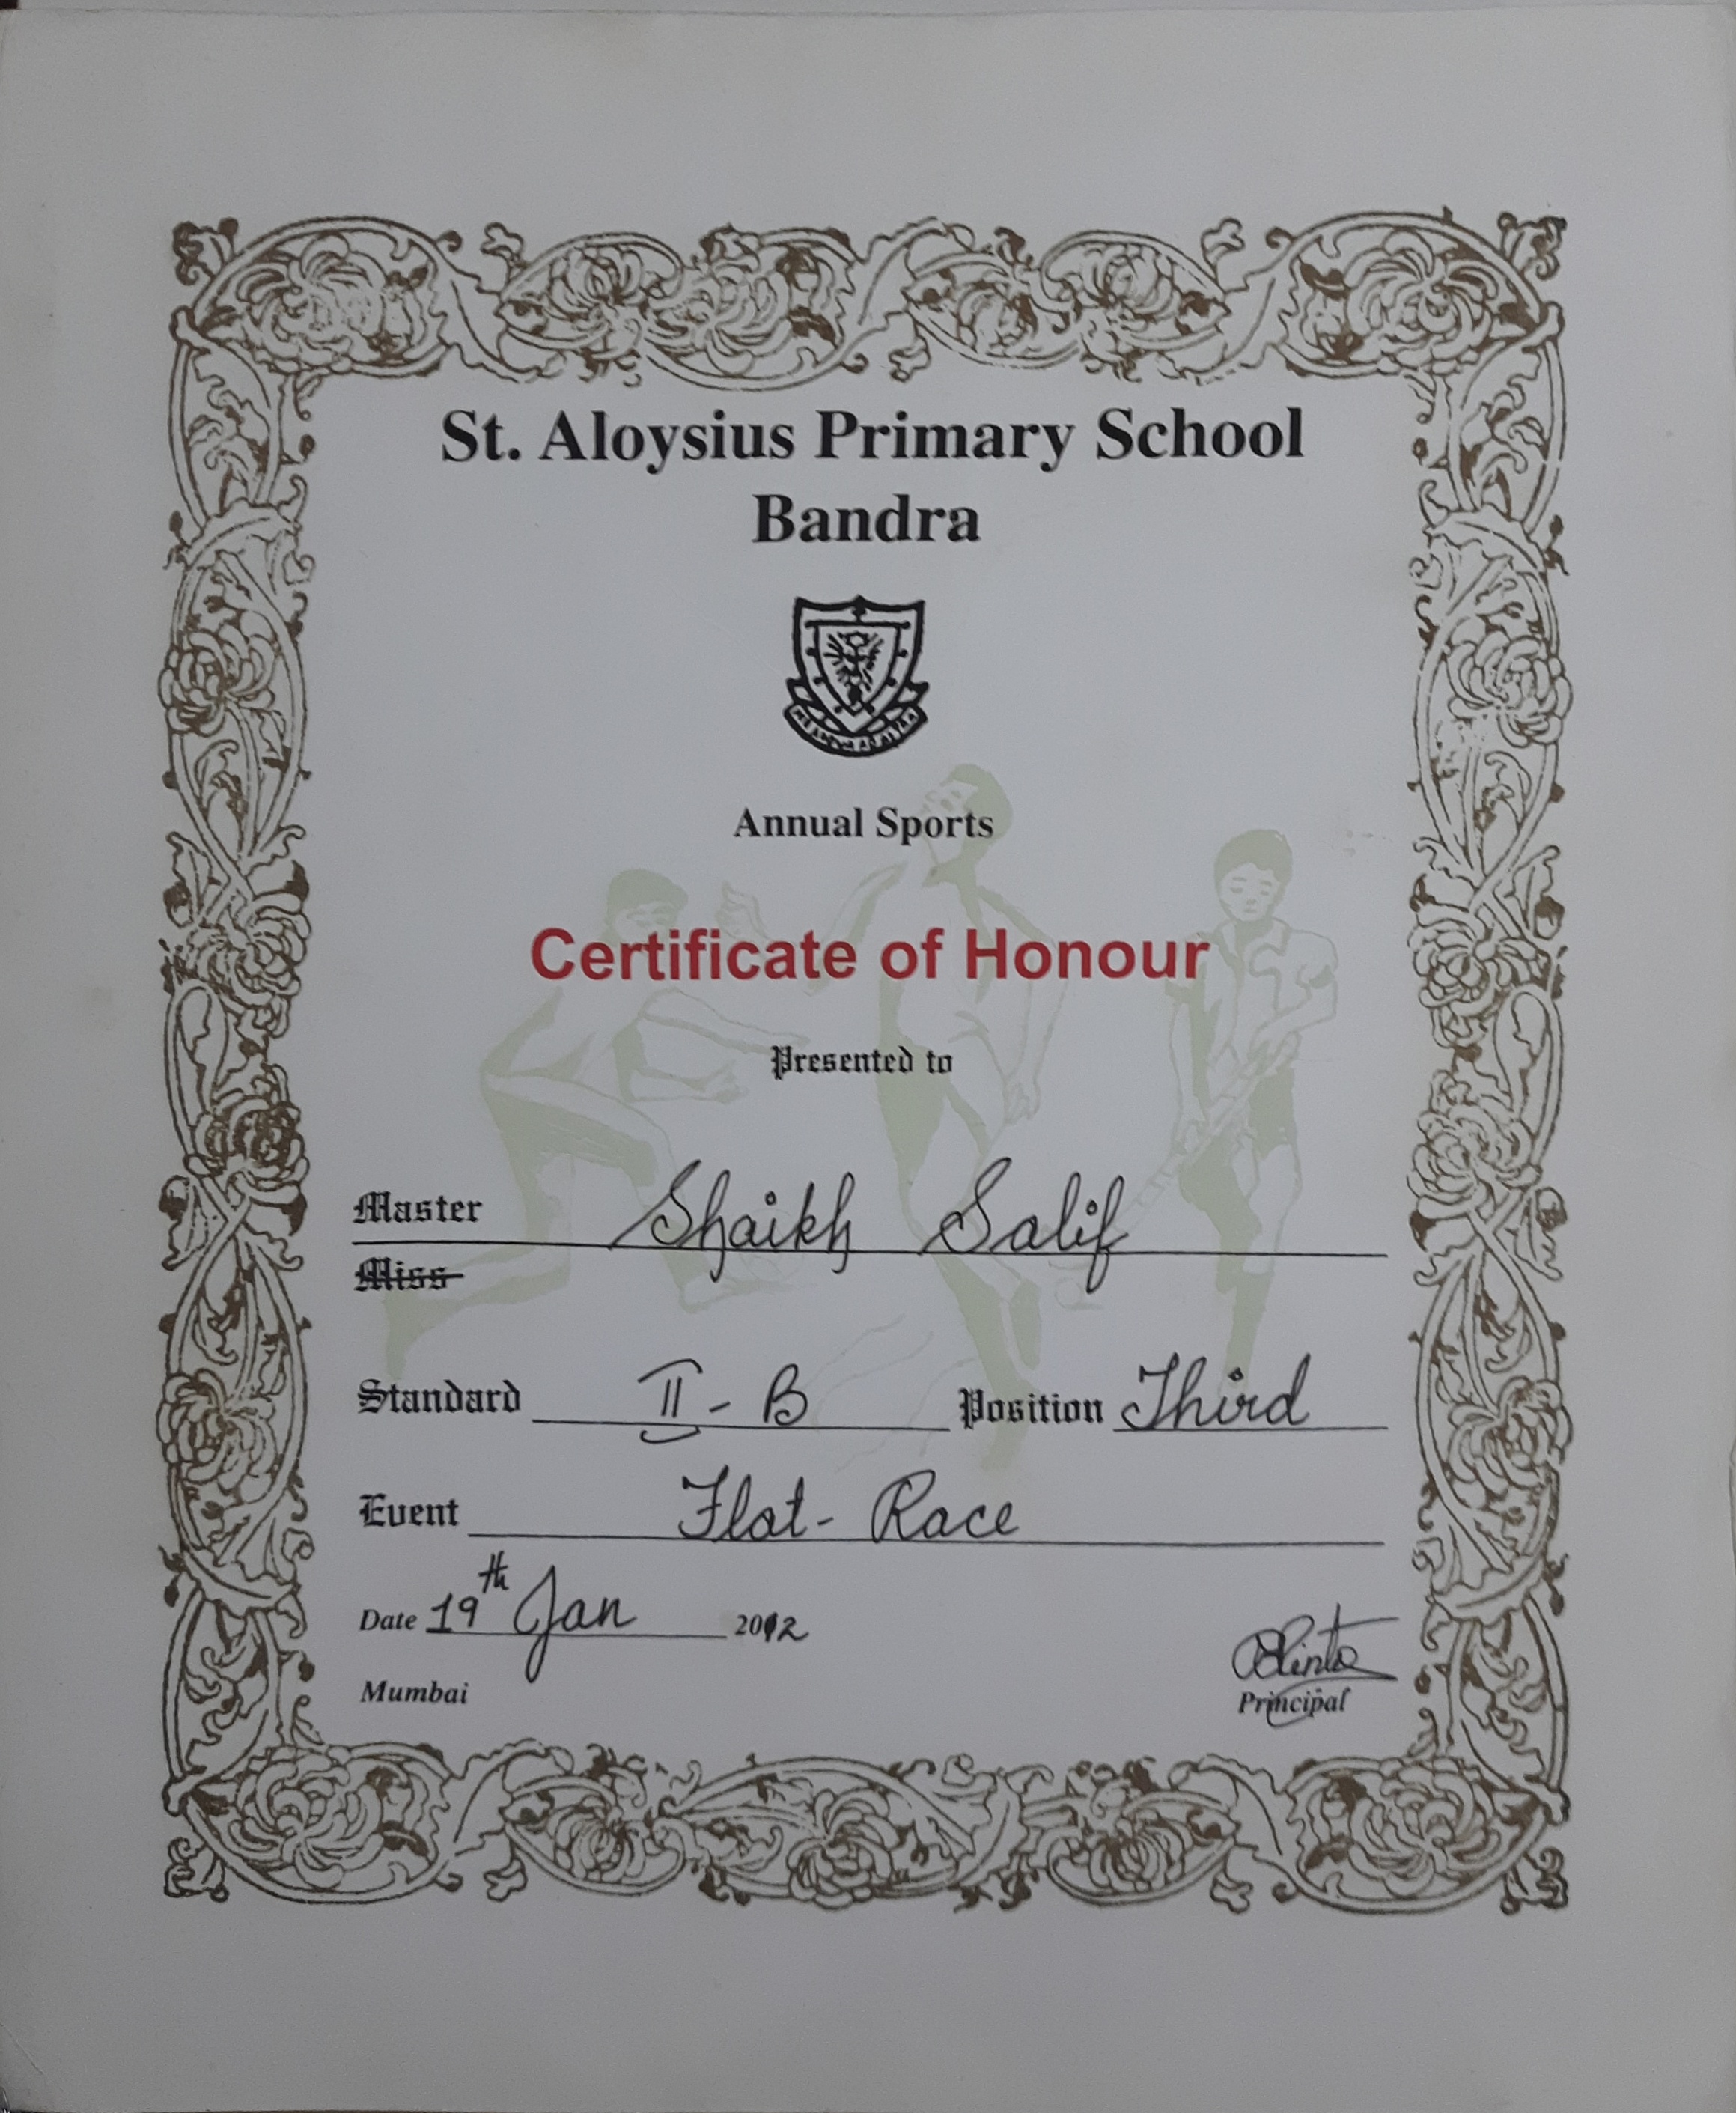 St. Aloysius Primary School
Bandra
Annual Sports
Certificate of Honour
Presented to
Master Shaikh Salif
Miss
Standard II - B Position Third
Event Flat - Race
Date 19th Jan 2012
Mumbai
Principal